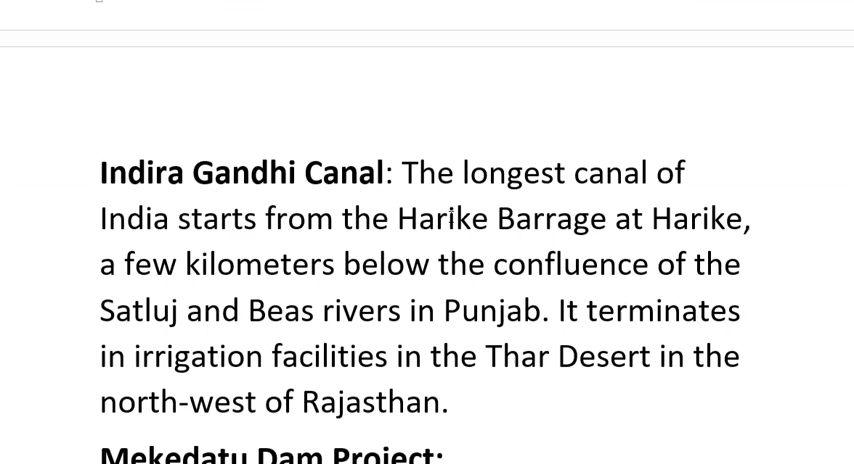 Indira Gandhi Canal: The longest canal of
India starts from the Harike Barrage at Harike,
a few kilometers below the confluence of the
Satluj and Beas rivers in Punjab. It terminates
in irrigation facilities in the Thar Desert in the
north-west of Rajasthan.
Mekedatu Dam Project: